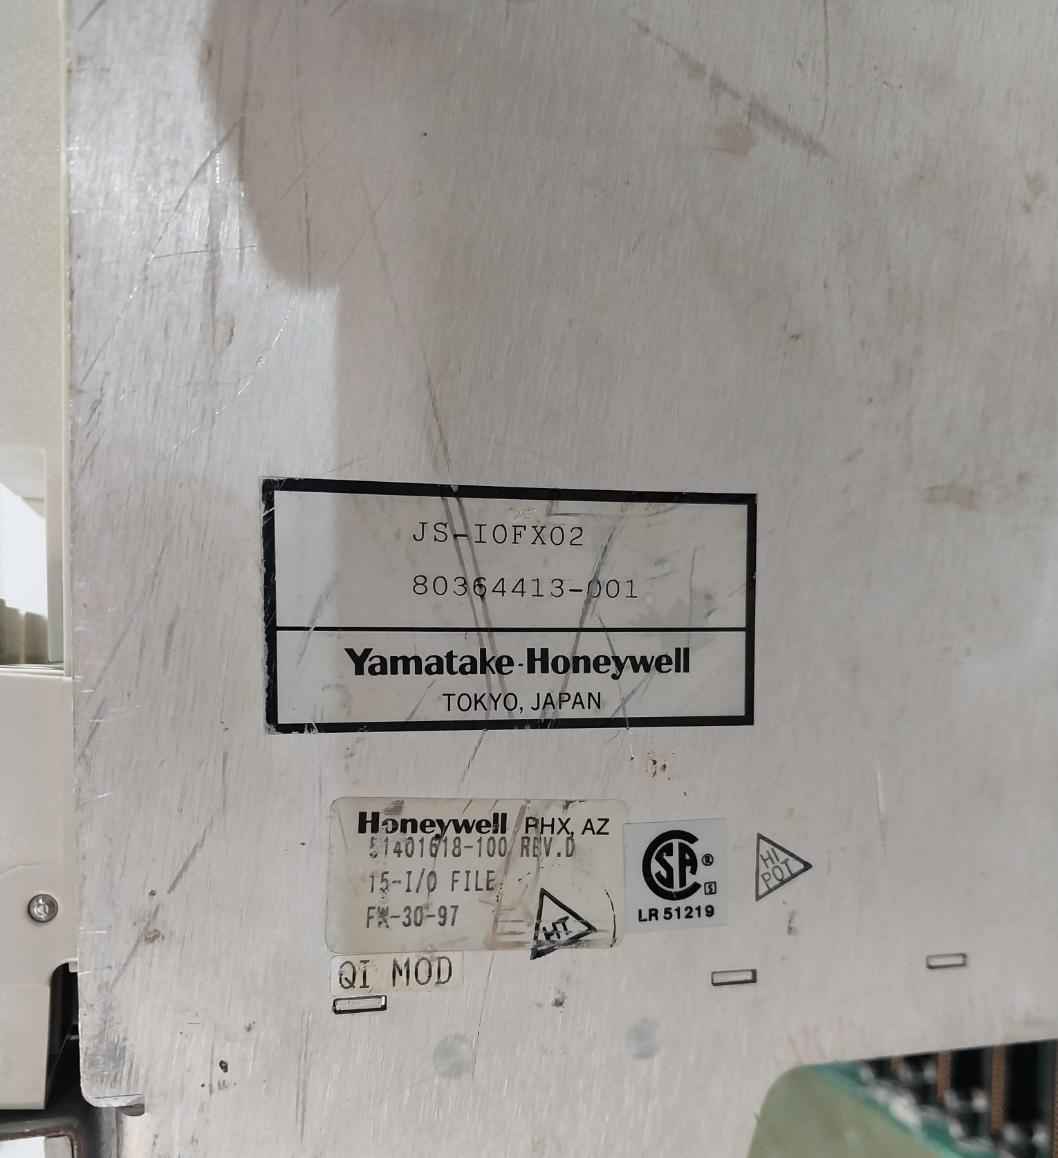 JS-IOFX02
80364413-001
Yamatake-Honeywell
TOKYO, JAPAN
Honeywell PHX, AZ
51401618-100 REV.D
15-I/O FILE
FX-30-97
HT
SA ®
LR 51219
HI
POT
QI MOD